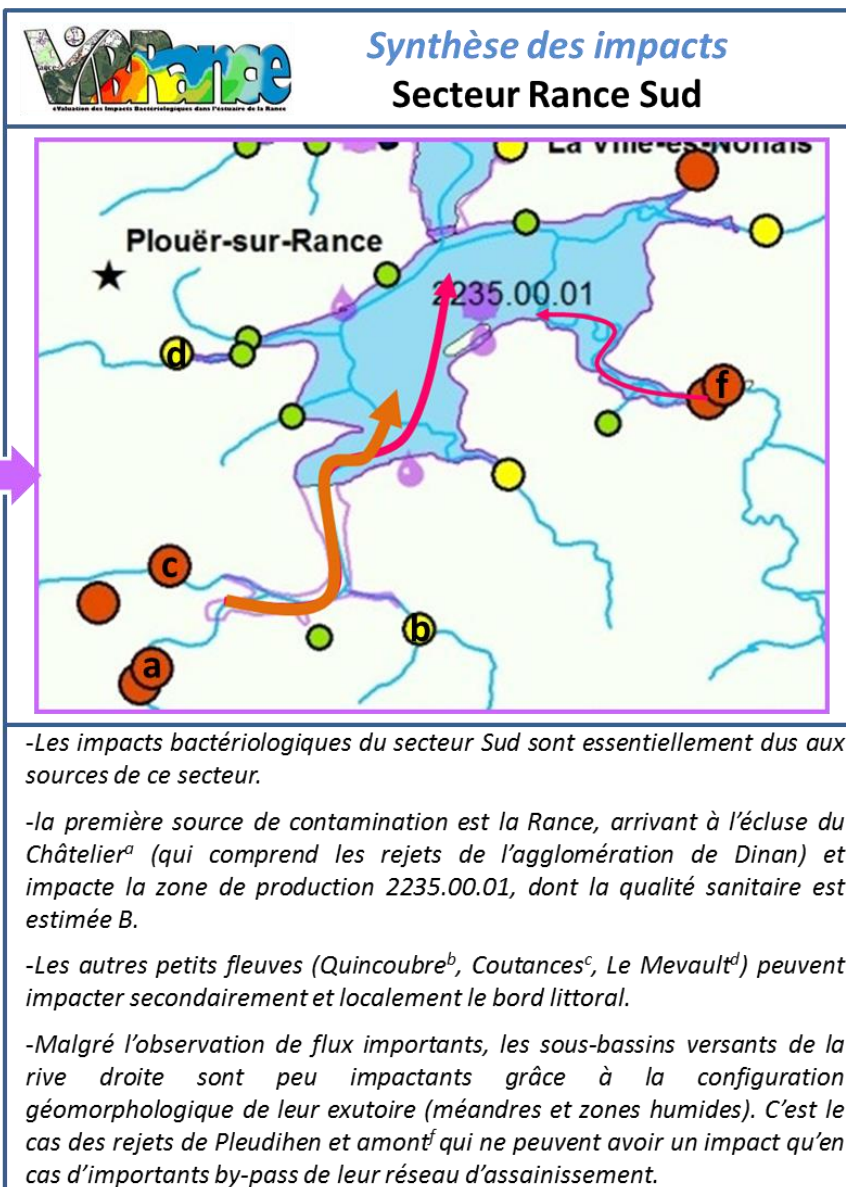 ViBRance
eValuation des Impacts Bactériologiques dans l'estuaire de la Rance
Synthèse des impacts
Secteur Rance Sud
La Ville-ès-Nonais
Plouër-sur-Rance
2235.00.01
d
f
c
b
a
-Les impacts bactériologiques du secteur Sud sont essentiellement dus aux
sources de ce secteur.
-la première source de contamination est la Rance, arrivant à l'écluse du
Châtelierᵃ (qui comprend les rejets de l'agglomération de Dinan) et
impacte la zone de production 2235.00.01, dont la qualité sanitaire est
estimée B.
-Les autres petits fleuves (Quincoubreᵇ, Coutancesᶜ, Le Mevaultᵈ) peuvent
impacter secondairement et localement le bord littoral.
-Malgré l'observation de flux importants, les sous-bassins versants de la
rive droite sont peu impactants grâce à la configuration
géomorphologique de leur exutoire (méandres et zones humides). C'est le
cas des rejets de Pleudihen et amontᶠ qui ne peuvent avoir un impact qu'en
cas d'importants by-pass de leur réseau d'assainissement.